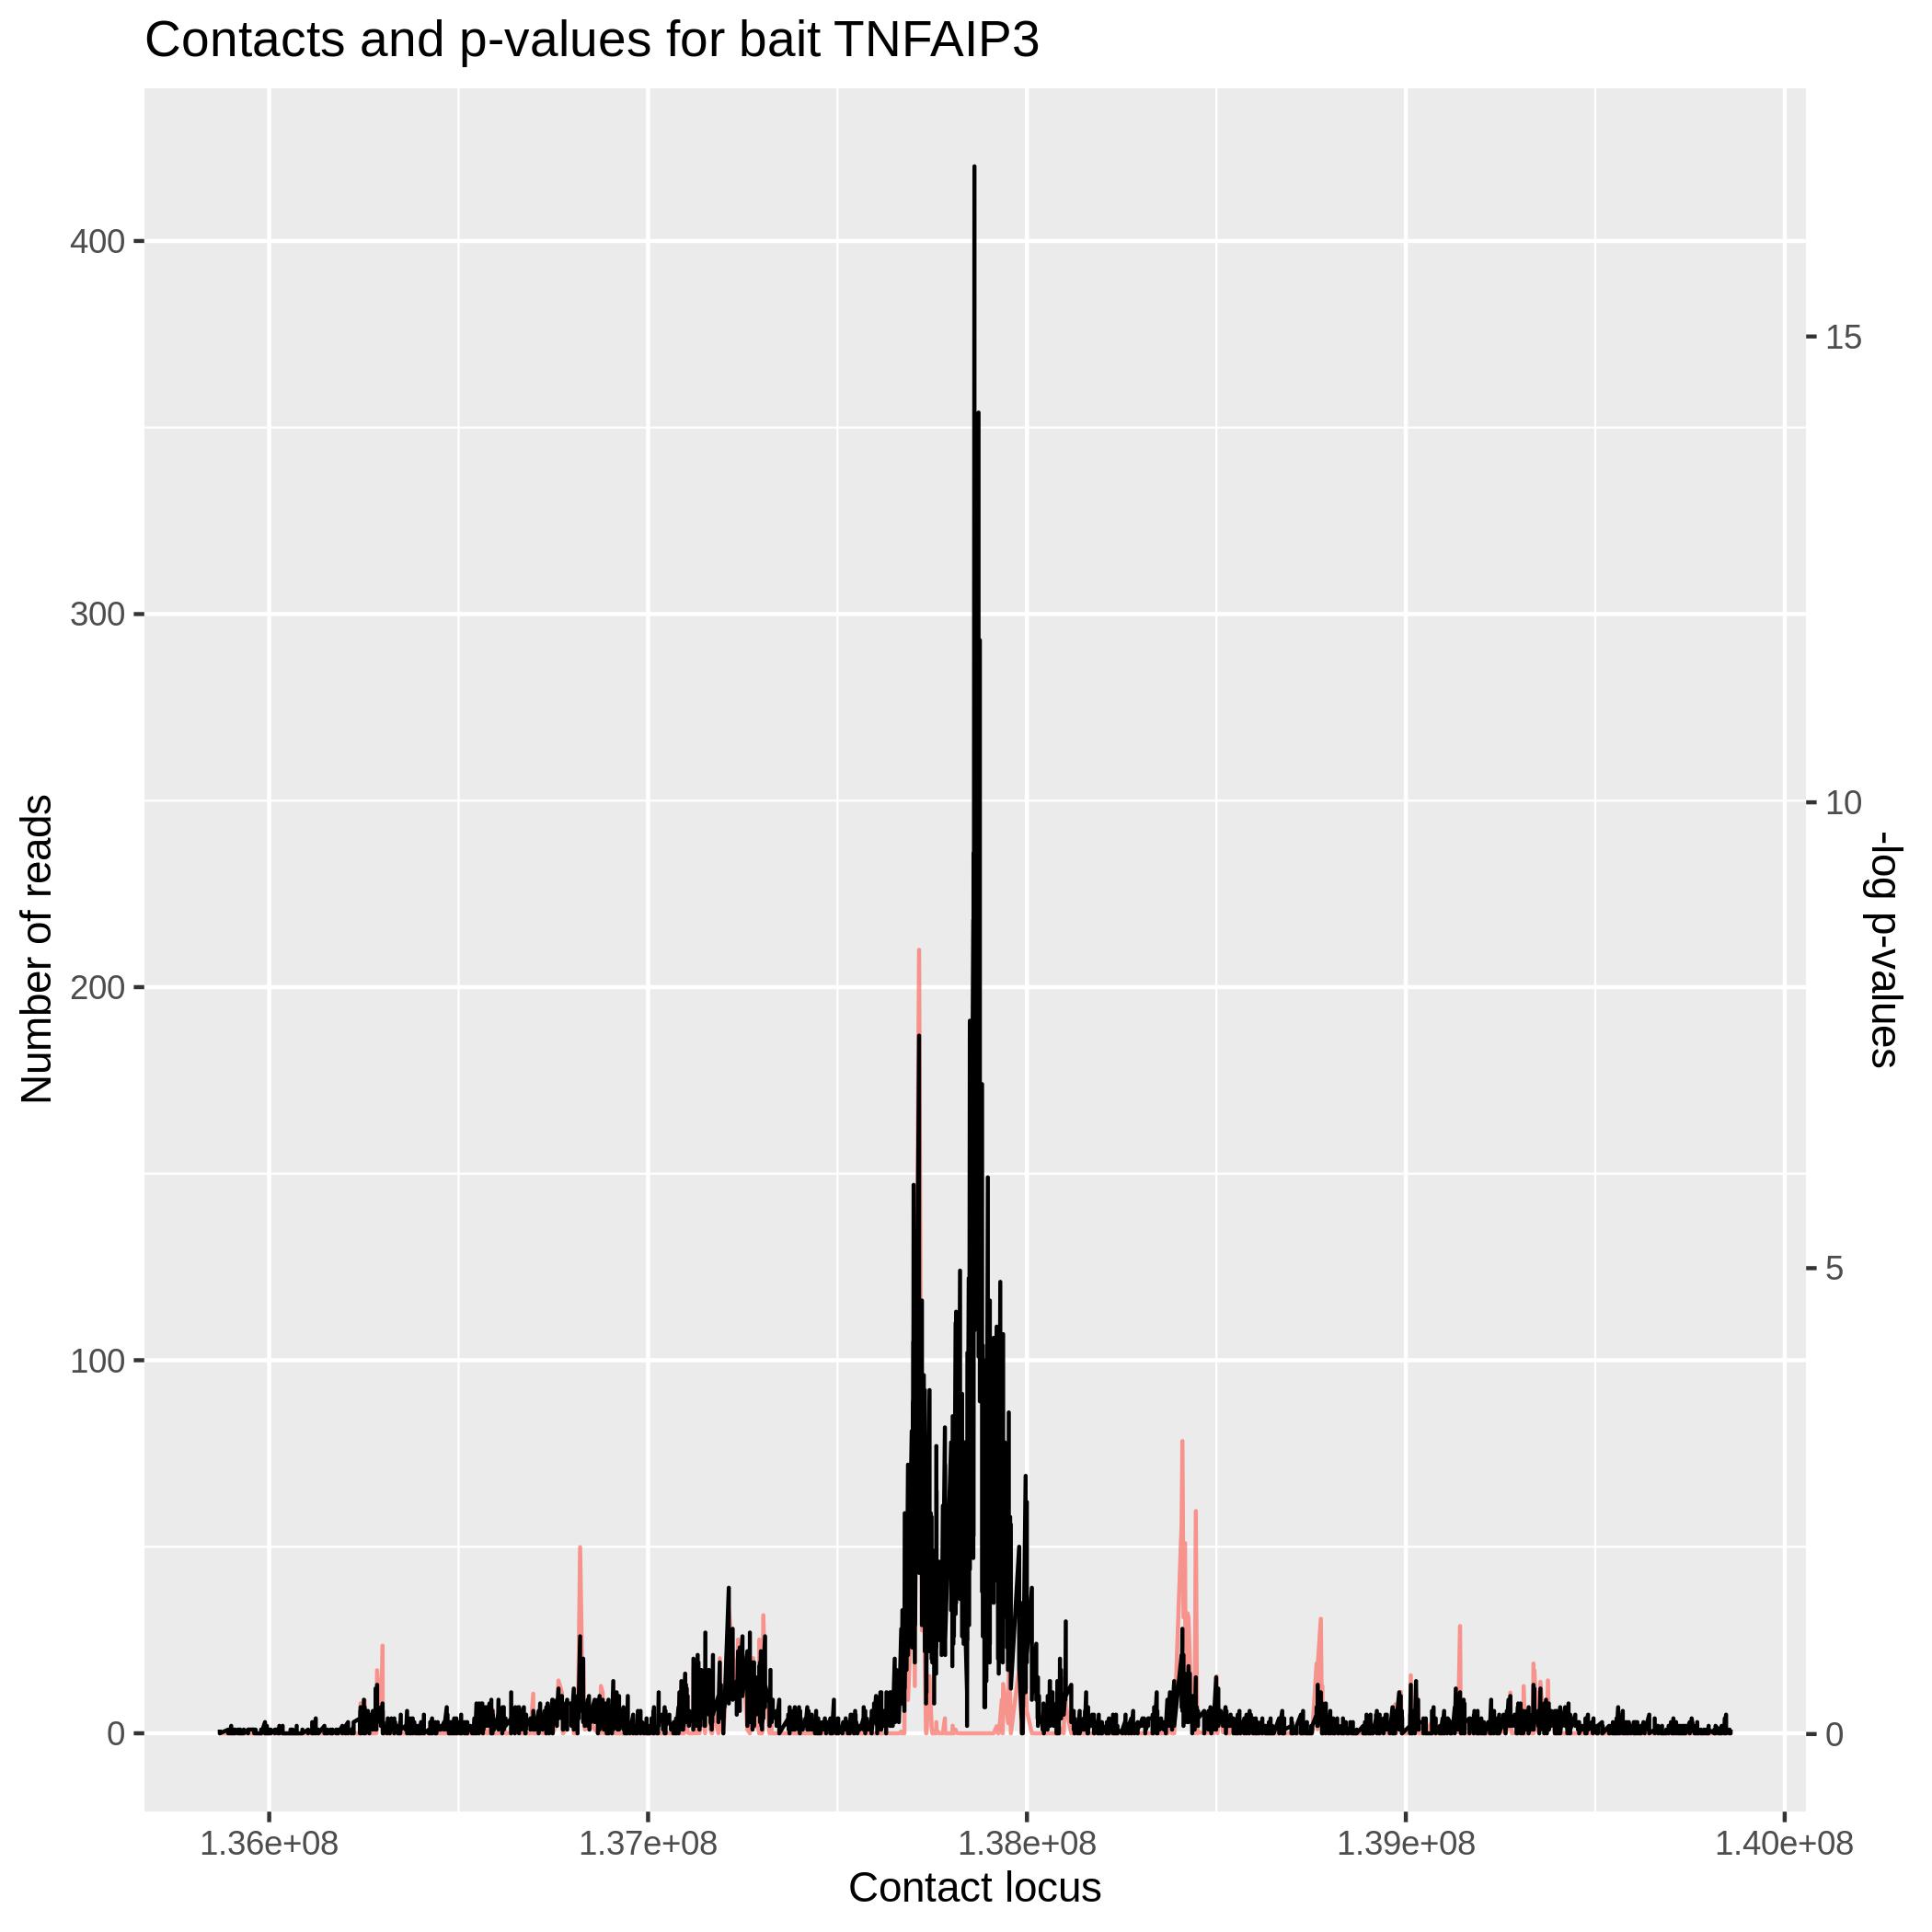 Contacts and p-values for bait TNFAIP3
Number of reads
400
300
200
100
0
15
10
5
0
-log p-values
1.36e+08
1.37e+08
1.38e+08
1.39e+08
1.40e+08
Contact locus